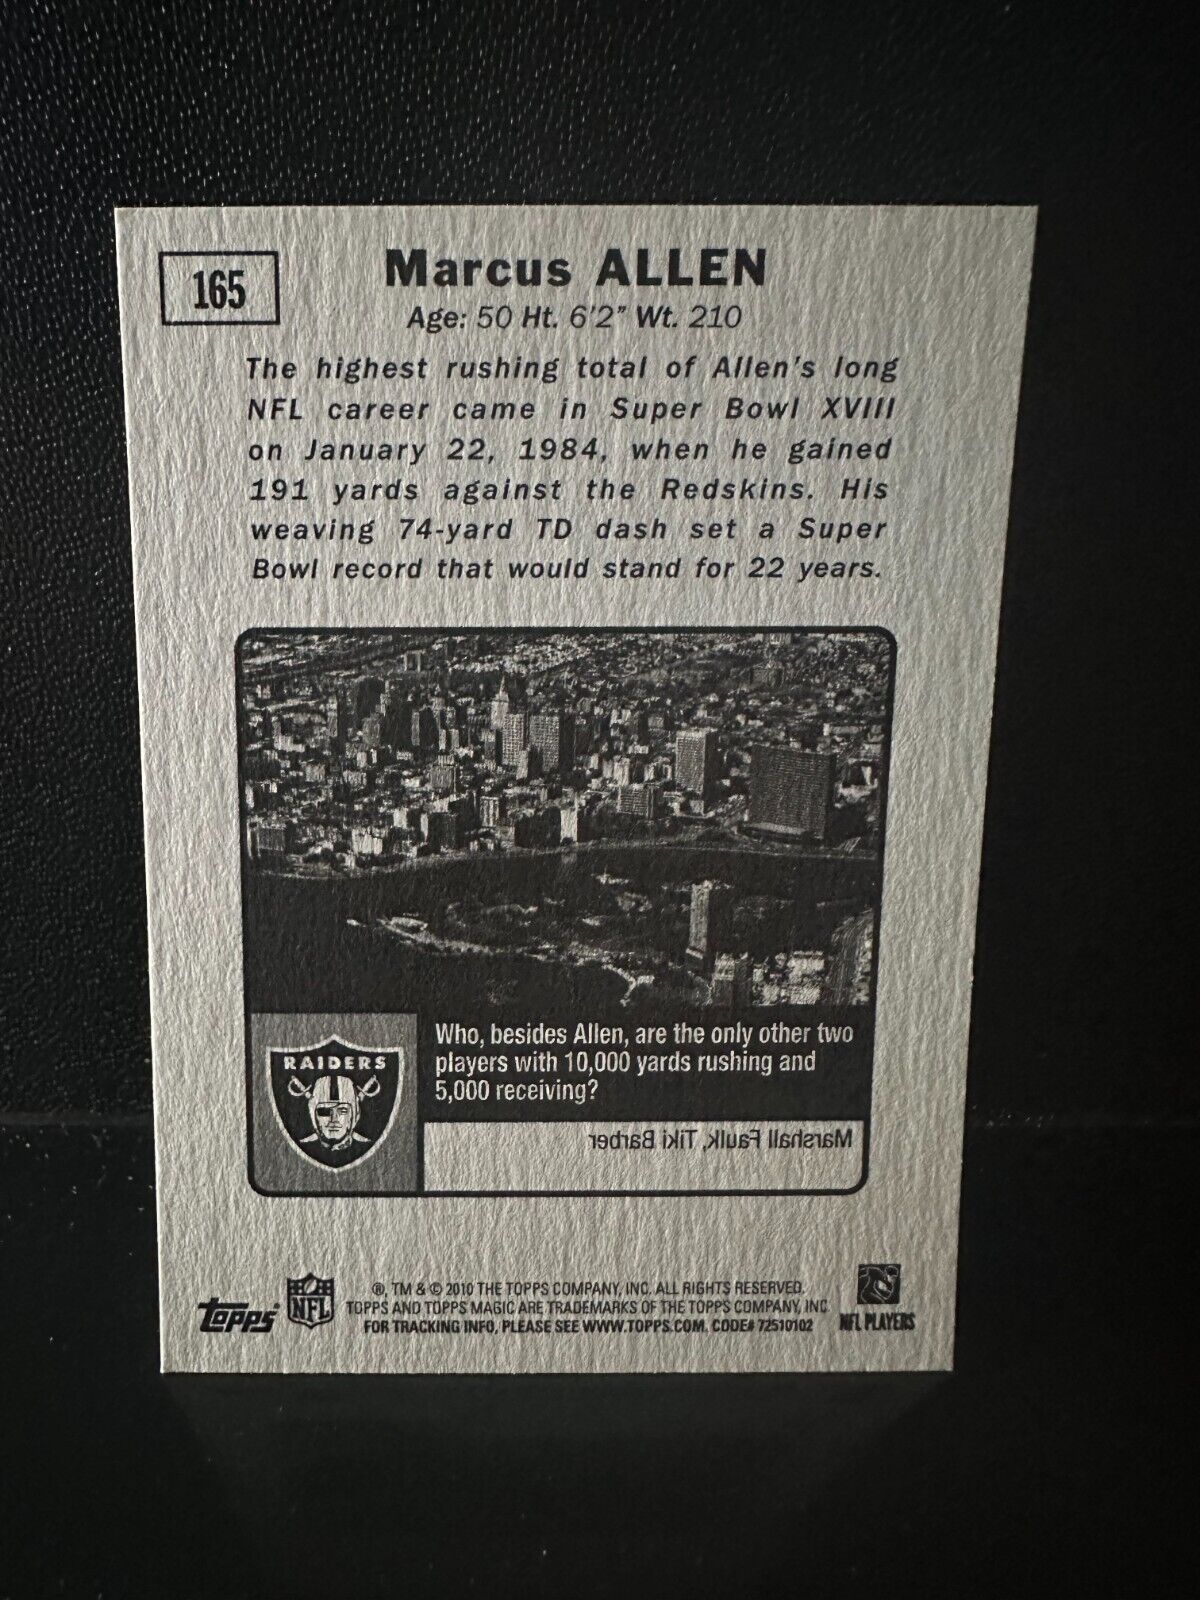 165
Marcus ALLEN
Age: 50 Ht. 6'2" Wt. 210
The highest rushing total of Allen's long
NFL career came in Super Bowl XVIII
on January 22, 1984, when he gained
191 yards against the Redskins. His
weaving 74-yard TD dash set a Super
Bowl record that would stand for 22 years.
RAIDERS
Who, besides Allen, are the only other two
players with 10,000 yards rushing and
5,000 receiving?
Marshall Faulk, Tiki Barber
Topps
NFL
®, TM & © 2010 THE TOPPS COMPANY, INC. ALL RIGHTS RESERVED.
TOPPS AND TOPPS MAGIC ARE TRADEMARKS OF THE TOPPS COMPANY, INC.
FOR TRACKING INFO, PLEASE SEE WWW.TOPPS.COM. CODE# 72510102
NFL PLAYERS